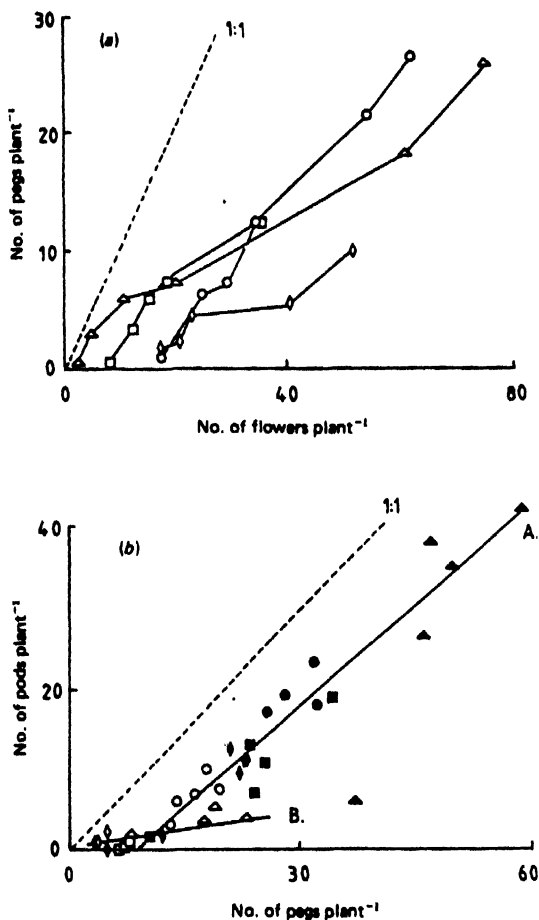 30
(a)
1:1
20
10
0
No. of pegs plant⁻¹
0
40
80
No. of flowers plant⁻¹
40
(b)
1:1
A.
20
B.
0
No. of pods plant⁻¹
0
30
60
No. of pegs plant⁻¹